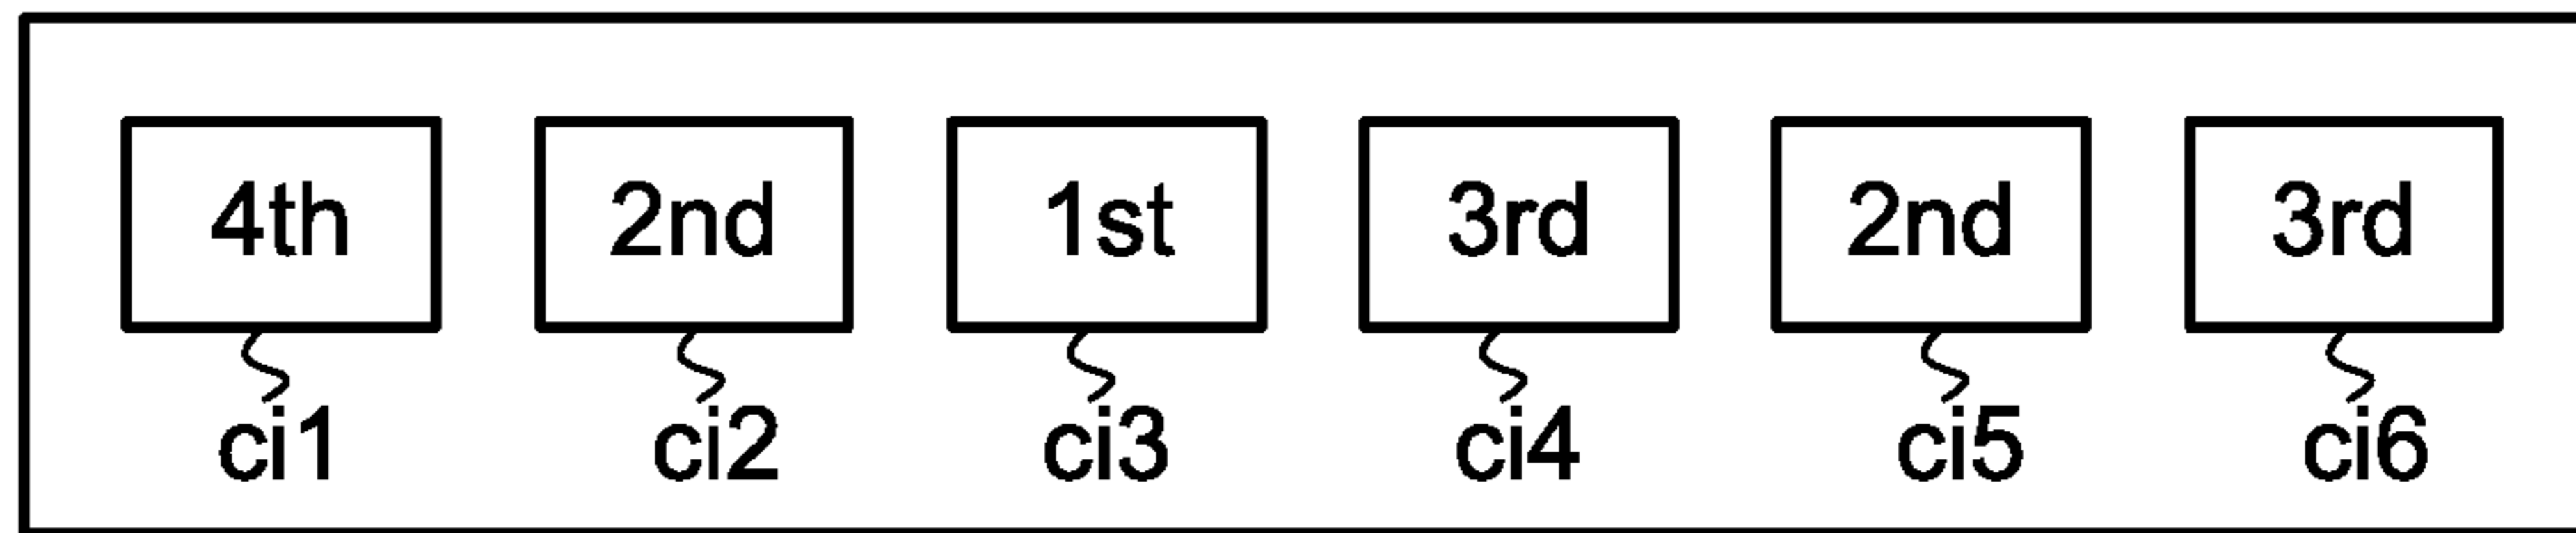 4th 2nd 1st 3rd 2nd 3rd
ci1 ci2 ci3 ci4 ci5 ci6